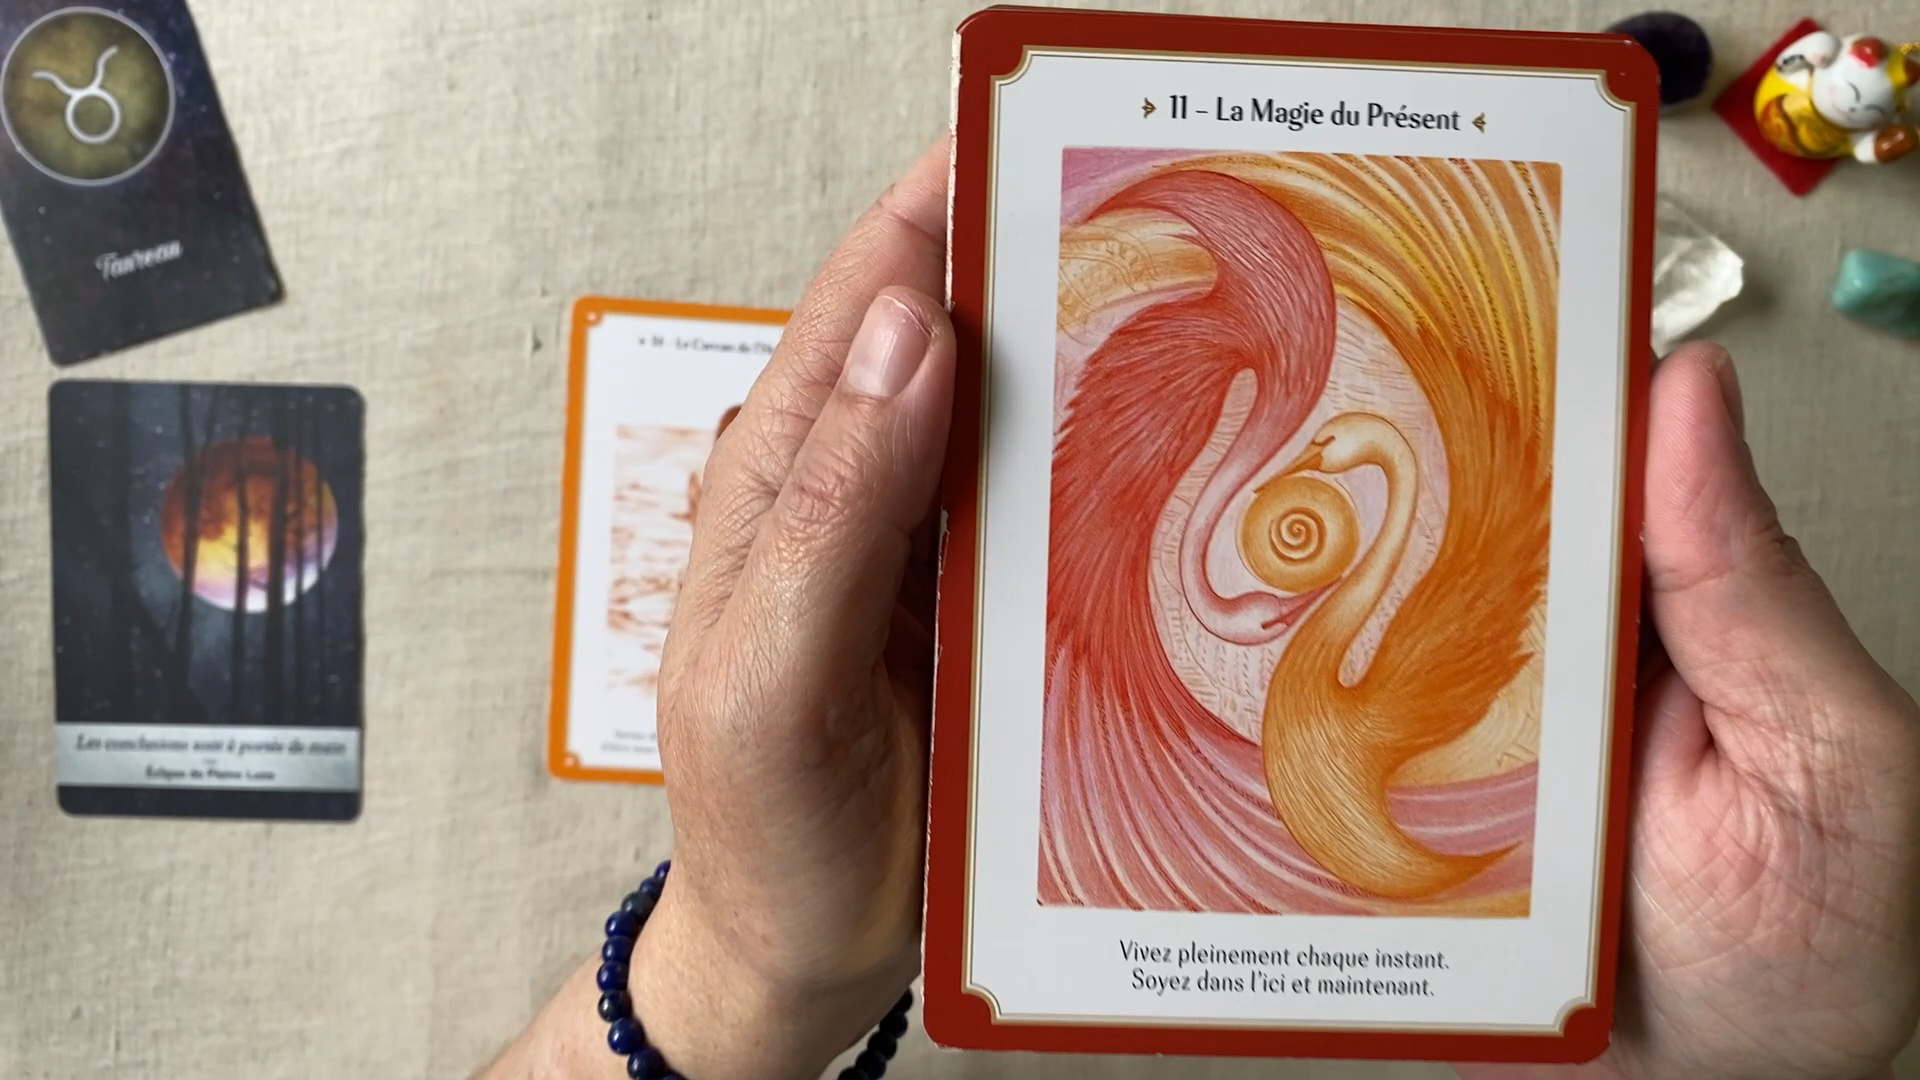 Taureau
Les conclusions sont à portée de main
Éclipse de Pleine Lune
11 – La Magie du Présent
Vivez pleinement chaque instant.
Soyez dans l'ici et maintenant.